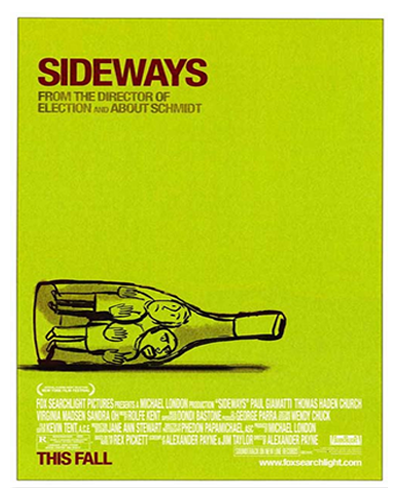 SIDEWAYS
FROM THE DIRECTOR OF
ELECTION AND ABOUT SCHMIDT
FOX SEARCHLIGHT PICTURES PRESENTS A MICHAEL LONDON PRODUCTION "SIDEWAYS" PAUL GIAMATTI THOMAS HADEN CHURCH
VIRGINIA MADSEN SANDRA OH ROLFE KENT JOHN JACKSON GEORGE PARRA WENDY CHUCK
KEVIN TENT, A.C.E. JANE ANN STEWART PHEDON PAPAMICHAEL, ASC MICHAEL LONDON
REX PICKETT ALEXANDER PAYNE & JIM TAYLOR ALEXANDER PAYNE
R
THIS FALL
www.foxsearchlight.com